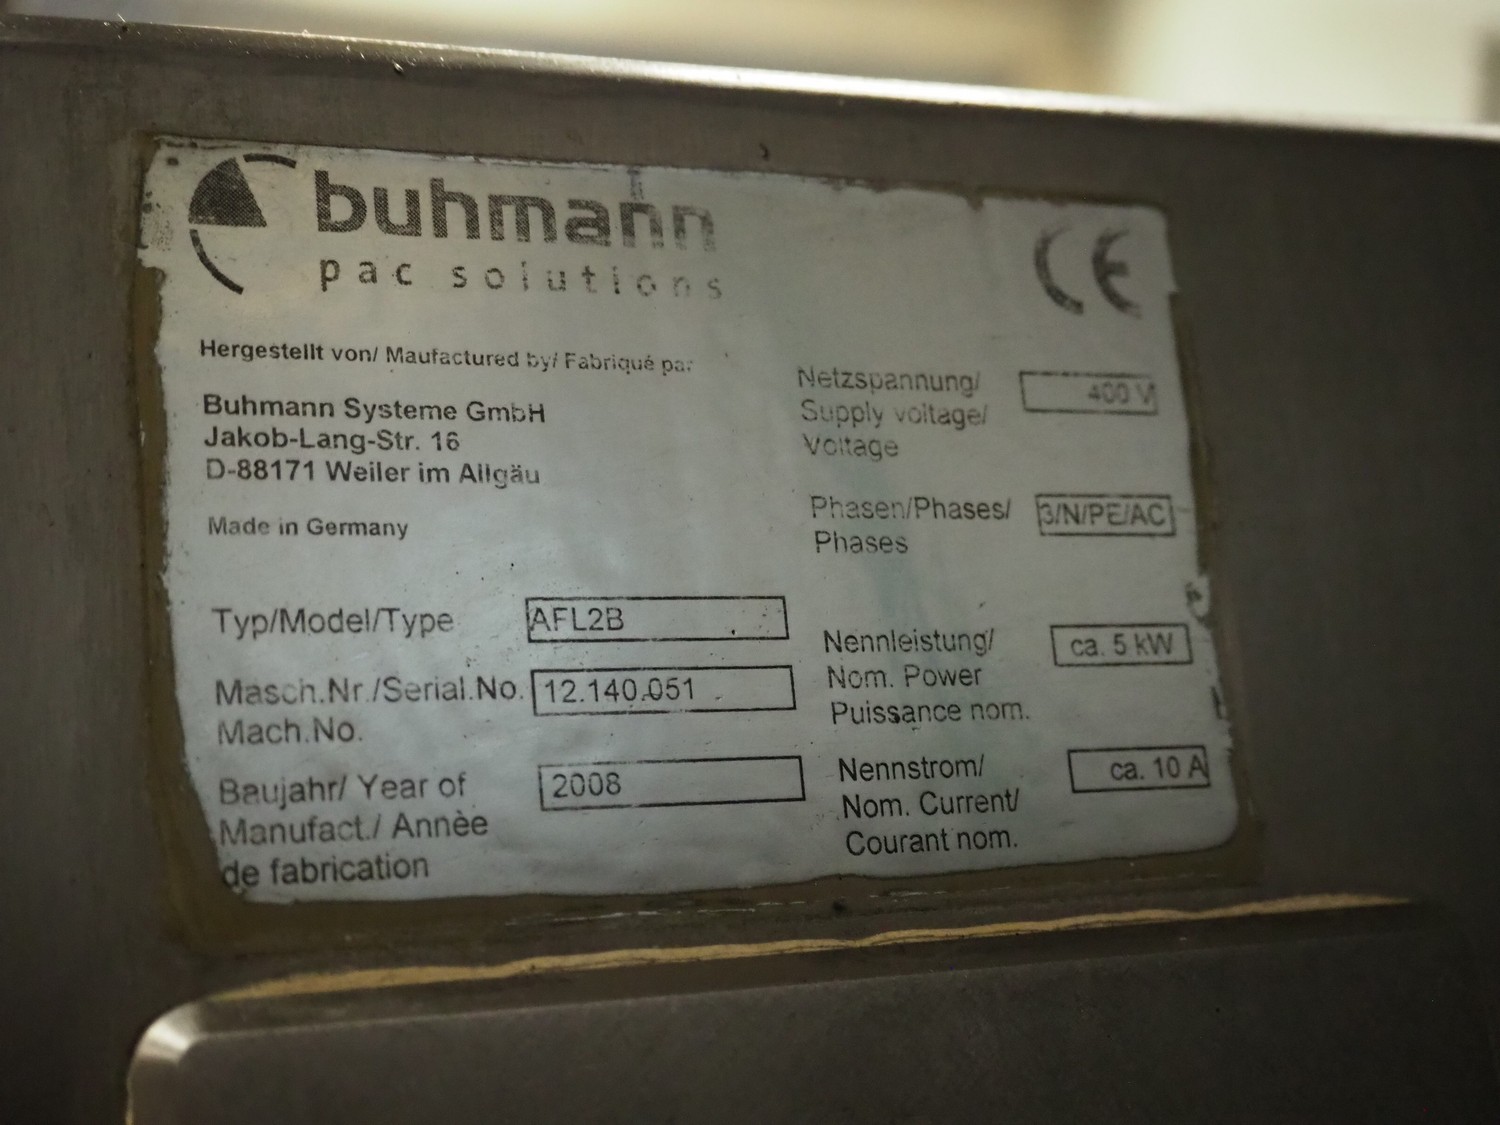 buhmann
pac solutions
CE
Hergestellt von/ Maufactured by/ Fabriqué par
Buhmann Systeme GmbH
Jakob-Lang-Str. 16
D-88171 Weiler im Allgäu
Made in Germany
Typ/Model/Type AFL2B
Masch.Nr./Serial.No. 12.140.051
Mach.No.
Baujahr/ Year of 2008
Manufact./ Annèe
de fabrication
Netzspannung/ 400 V
Supply voltage/
Voltage
Phasen/Phases/ 3/N/PE/AC
Phases
Nennleistung/ ca. 5 kW
Nom. Power
Puissance nom.
Nennstrom/ ca. 10 A
Nom. Current/
Courant nom.